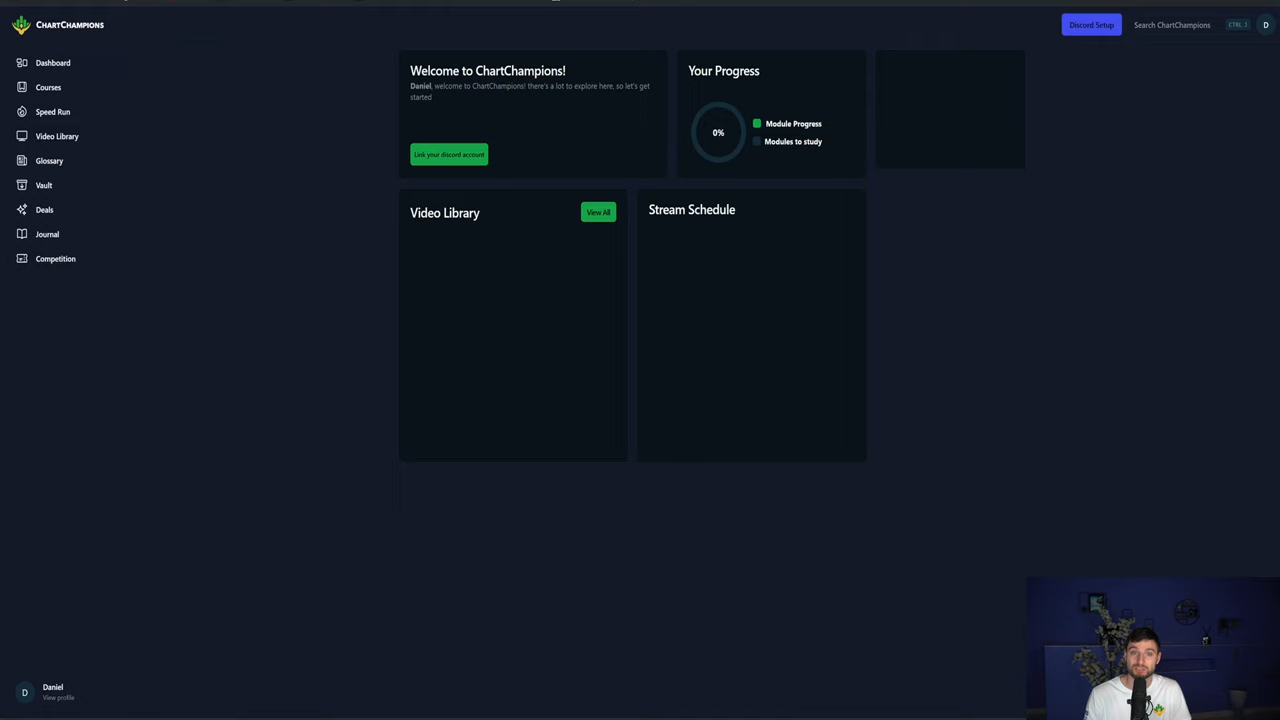 ChartChampions
Discord Setup
Search ChartChampions
CTRL J
D
Dashboard
Courses
Speed Run
Video Library
Glossary
Vault
Deals
Journal
Competition
Welcome to ChartChampions!
Daniel, welcome to ChartChampions! there's a lot to explore here, so let's get
started
Link your discord account
Your Progress
0%
Module Progress
Modules to study
Video Library
View All
Stream Schedule
D
Daniel
View profile